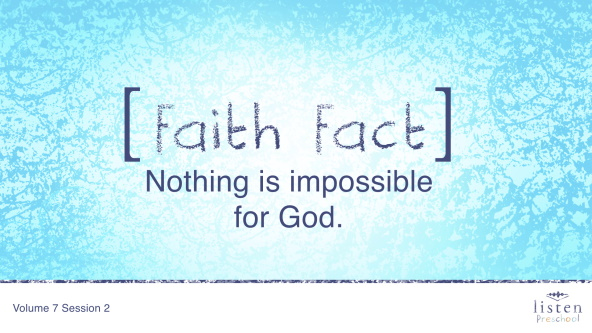 [Faith Fact]
Nothing is impossible
for God.
Volume 7 Session 2
listen
Preschool